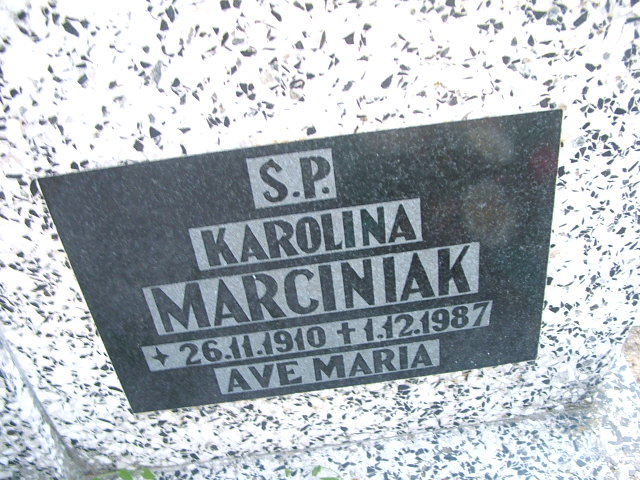 Ś.P.
KAROLINA
MARCINIAK
✦ 26.11.1910 ✝ 1.12.1987
AVE MARIA